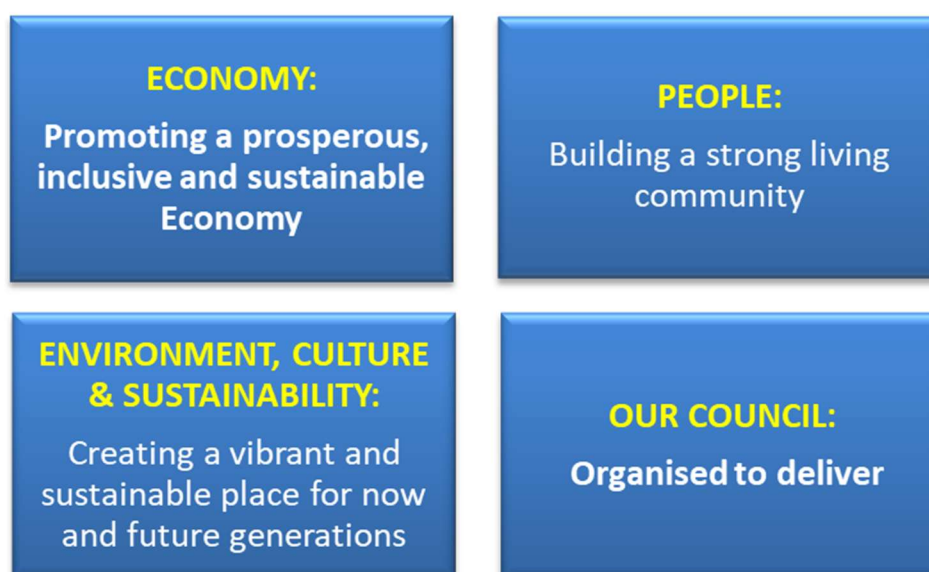 ECONOMY:
Promoting a prosperous,
inclusive and sustainable
Economy
PEOPLE:
Building a strong living
community
ENVIRONMENT, CULTURE
& SUSTAINABILITY:
Creating a vibrant and
sustainable place for now
and future generations
OUR COUNCIL:
Organised to deliver